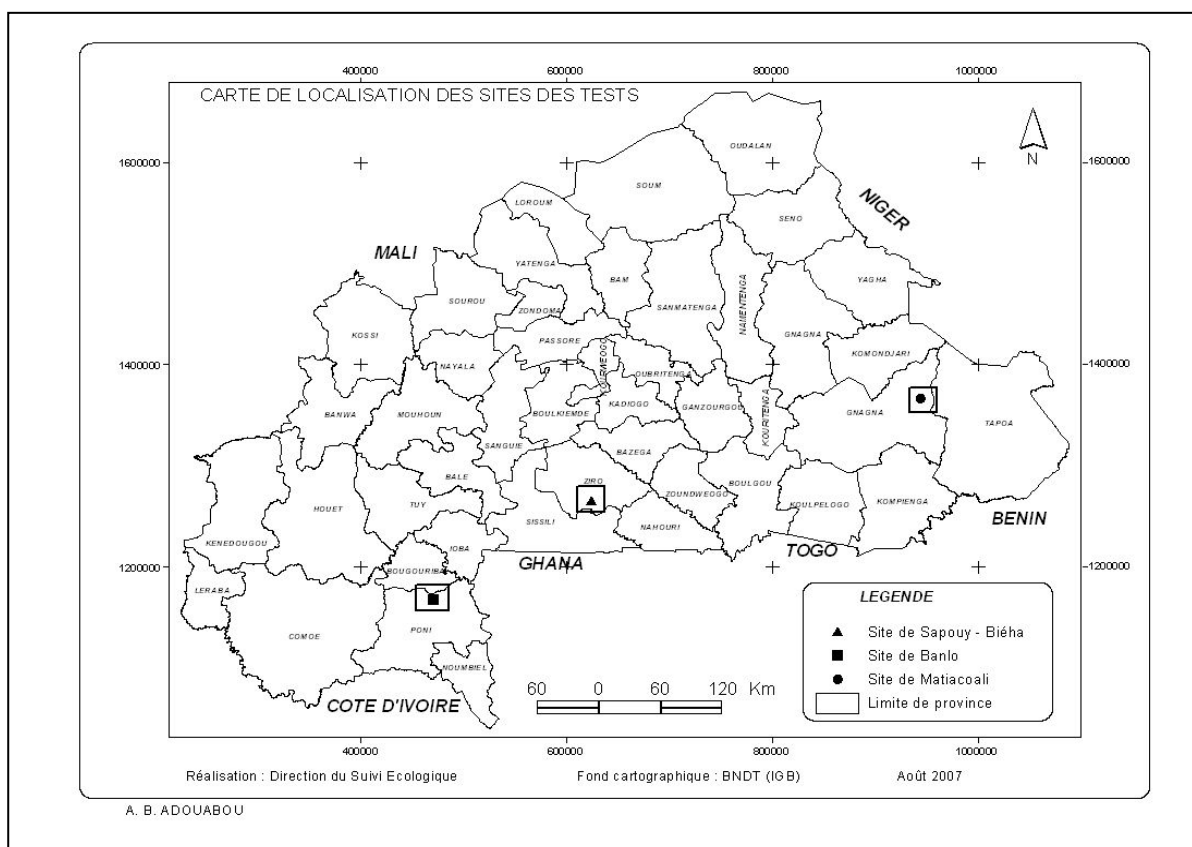 400000 600000 800000 1000000
CARTE DE LOCALISATION DES SITES DES TESTS
N
1600000 1600000
OUDALAN
SOUM
NIGER
LOROUM
SENO
MALI
YATENGA
BAM
YAGHA
SOUROU
ZONDOMA
SANMATENGA
NAMENTENGA
KOSSI
GNAGNA
PASSORE
KOMONDJARI
1400000 1400000
NAYALA
KOURWEOGO
OUBRITENGA
BANWA
MOUHOUN
BOULKIEMDE
KADIOGO
GANZOURGOU
KOURITENGA
GNAGNA
TAPOA
SANGUIE
BAZEGA
BALE
ZIRO
BOULGOU
HOUET
TUY
ZOUNDWEOGO
KOULPELOGO
KOMPIENGA
SISSILI
NAHOURI
BENIN
KENEDOUGOU
IOBA
TOGO
GHANA
BOUGOURIBA
1200000 1200000
LERABA
PONI
COMOE
NOUMBIEL
COTE D'IVOIRE
LEGENDE
Site de Sapouy - Biéha
Site de Banlo
Site de Matiacoali
Limite de province
60 0 60 120 Km
400000 600000 800000 1000000
Réalisation : Direction du Suivi Ecologique Fond cartographique : BNDT (IGB) Août 2007
A. B. ADOUABOU